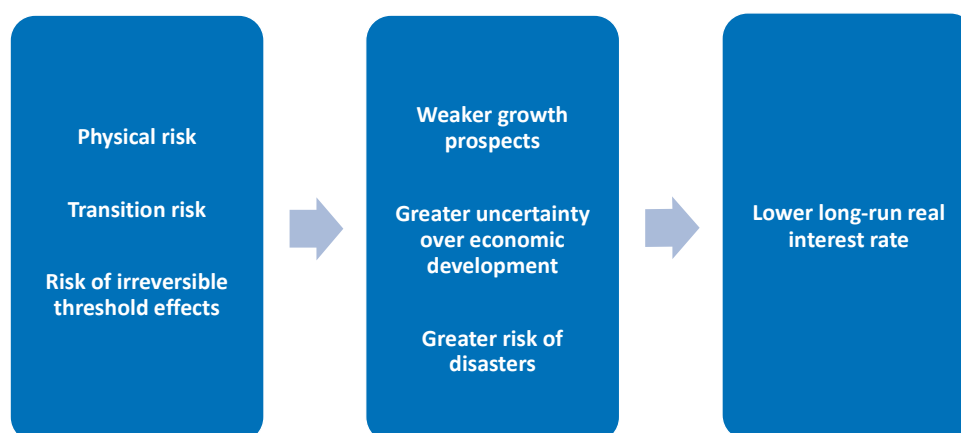 Physical risk
Transition risk
Risk of irreversible
threshold effects
Weaker growth
prospects
Greater uncertainty
over economic
development
Greater risk of
disasters
Lower long-run real
interest rate